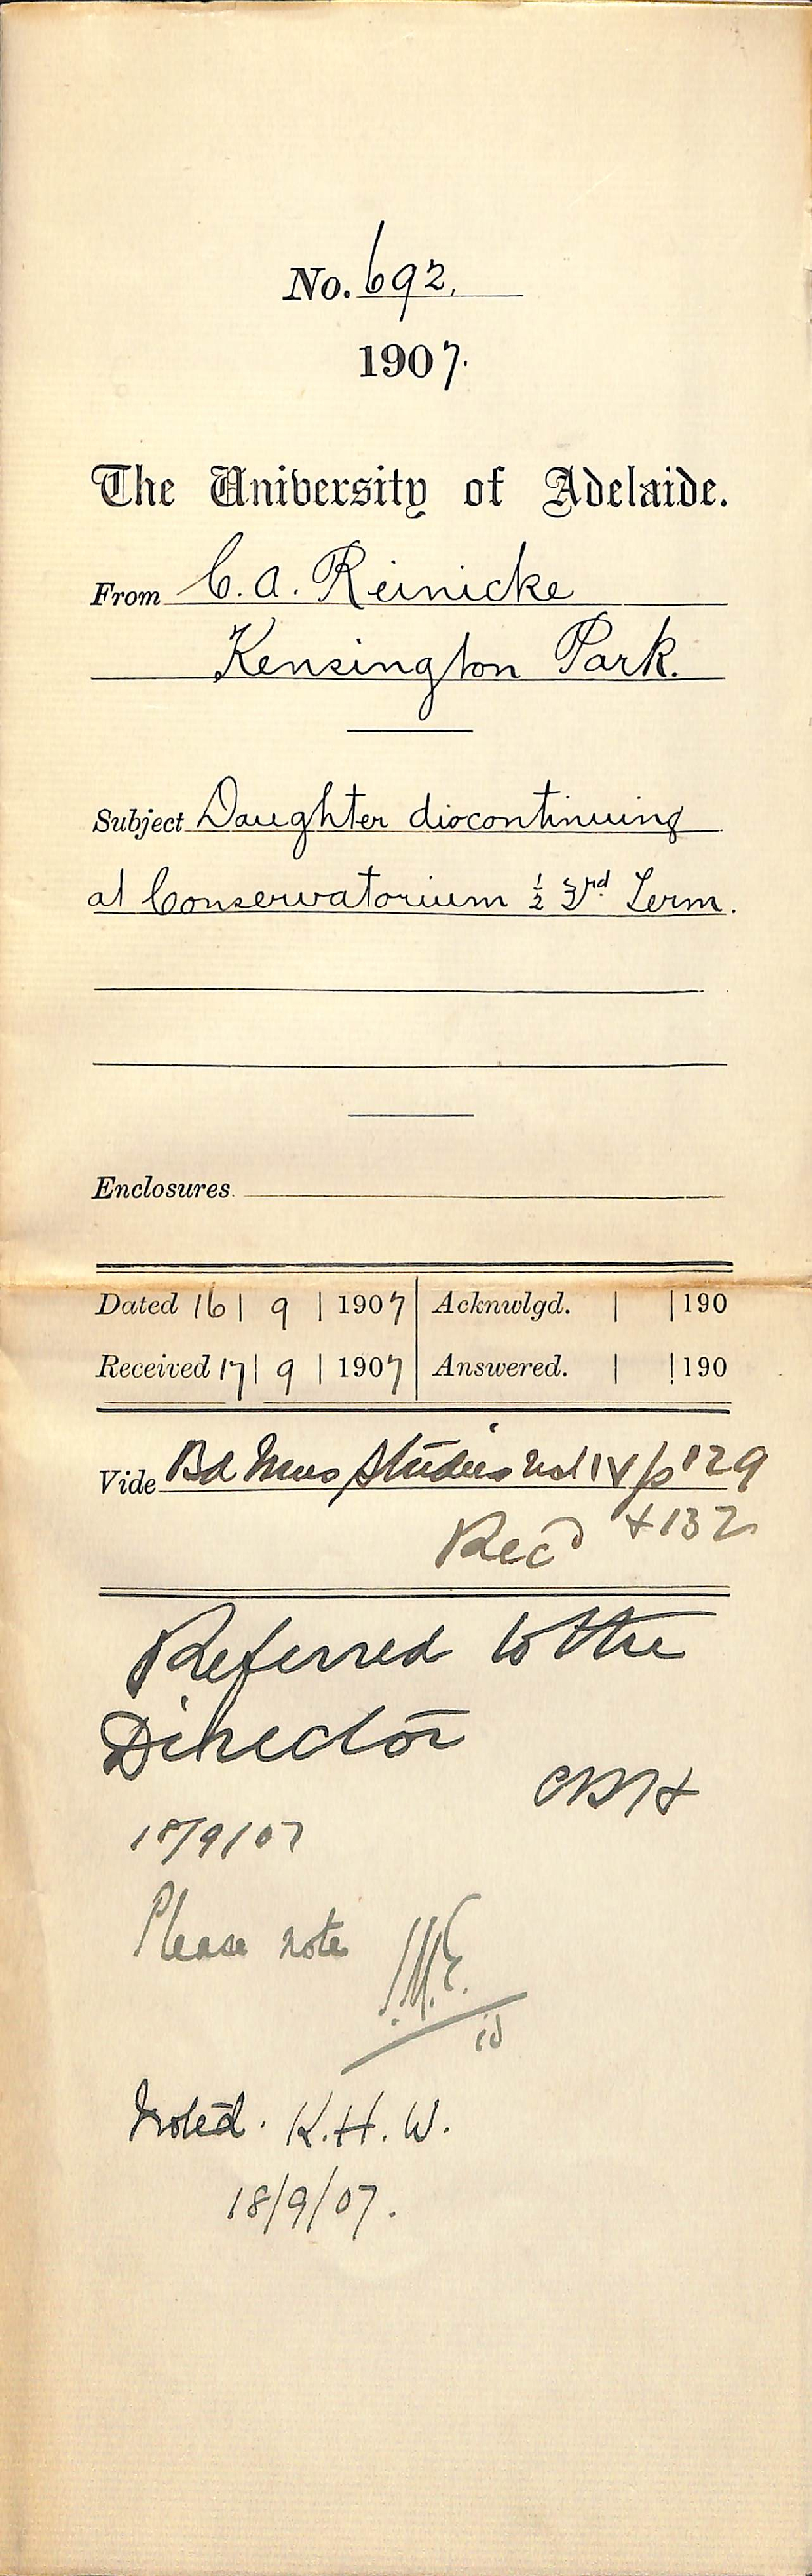 No. 692.
1907.
The University of Adelaide.
From C. A. Reinicke
Kensington Park.
Subject Daughter discontinuing
at Conservatorium ½ 3rd Term.
Enclosures
Dated 16 | 9 | 1907 Acknwlgd. | | 190
Received 17 | 9 | 1907 Answered. | | 190
Vide Bd Mus Studies Vol IV p 129
Rec'd + 132
Referred to the
Director
CRH
18/9/07
Please note J.M.E.
Noted. K.H.W.
18/9/07.